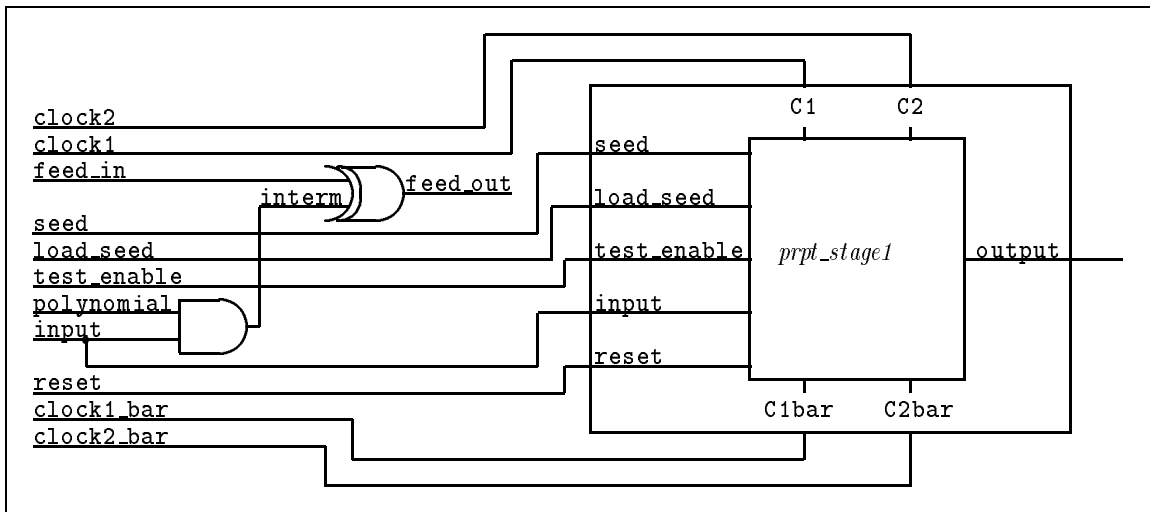 clock2
clock1
feed_in
interm
feed_out
seed
load_seed
test_enable
polynomial
input
reset
clock1_bar
clock2_bar
C1 C2
seed
load_seed
test_enable
input
reset
prpt_stage1
output
C1bar C2bar